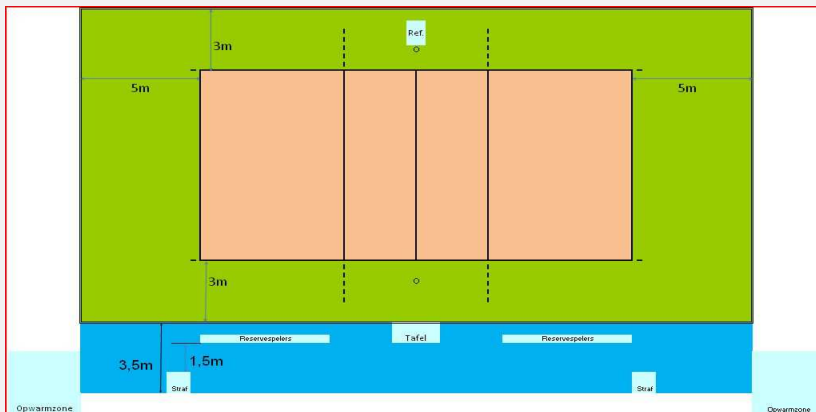 Ref.
3m
5m
5m
3m
Reservespelers
Tafel
Reservespelers
3,5m
1,5m
Straf
Straf
Opwarmzone
Opwarmzone